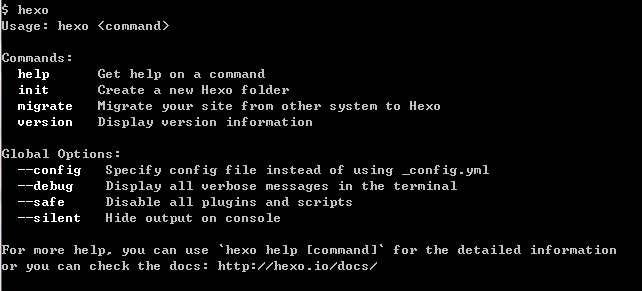 $ hexo
Usage: hexo <command>
Commands:
help Get help on a command
init Create a new Hexo folder
migrate Migrate your site from other system to Hexo
version Display version information
Global Options:
--config Specify config file instead of using _config.yml
--debug Display all verbose messages in the terminal
--safe Disable all plugins and scripts
--silent Hide output on console
For more help, you can use `hexo help [command]` for the detailed information
or you can check the docs: http://hexo.io/docs/